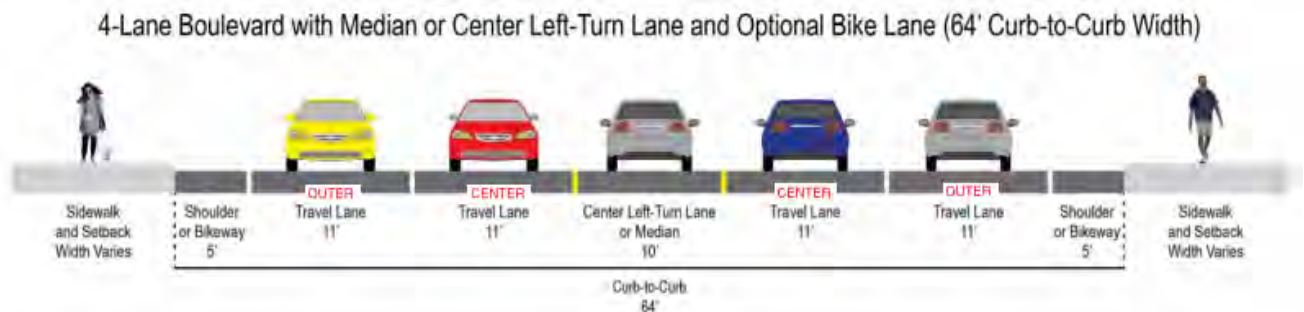 4-Lane Boulevard with Median or Center Left-Turn Lane and Optional Bike Lane (64' Curb-to-Curb Width)
OUTER
CENTER
CENTER
OUTER
Sidewalk
and Setback
Width Varies
Shoulder
or Bikeway
5'
Travel Lane
11'
Travel Lane
11'
Center Left-Turn Lane
or Median
10'
Travel Lane
11'
Travel Lane
11'
Shoulder
or Bikeway
5'
Sidewalk
and Setback
Width Varies
Curb-to-Curb
64'